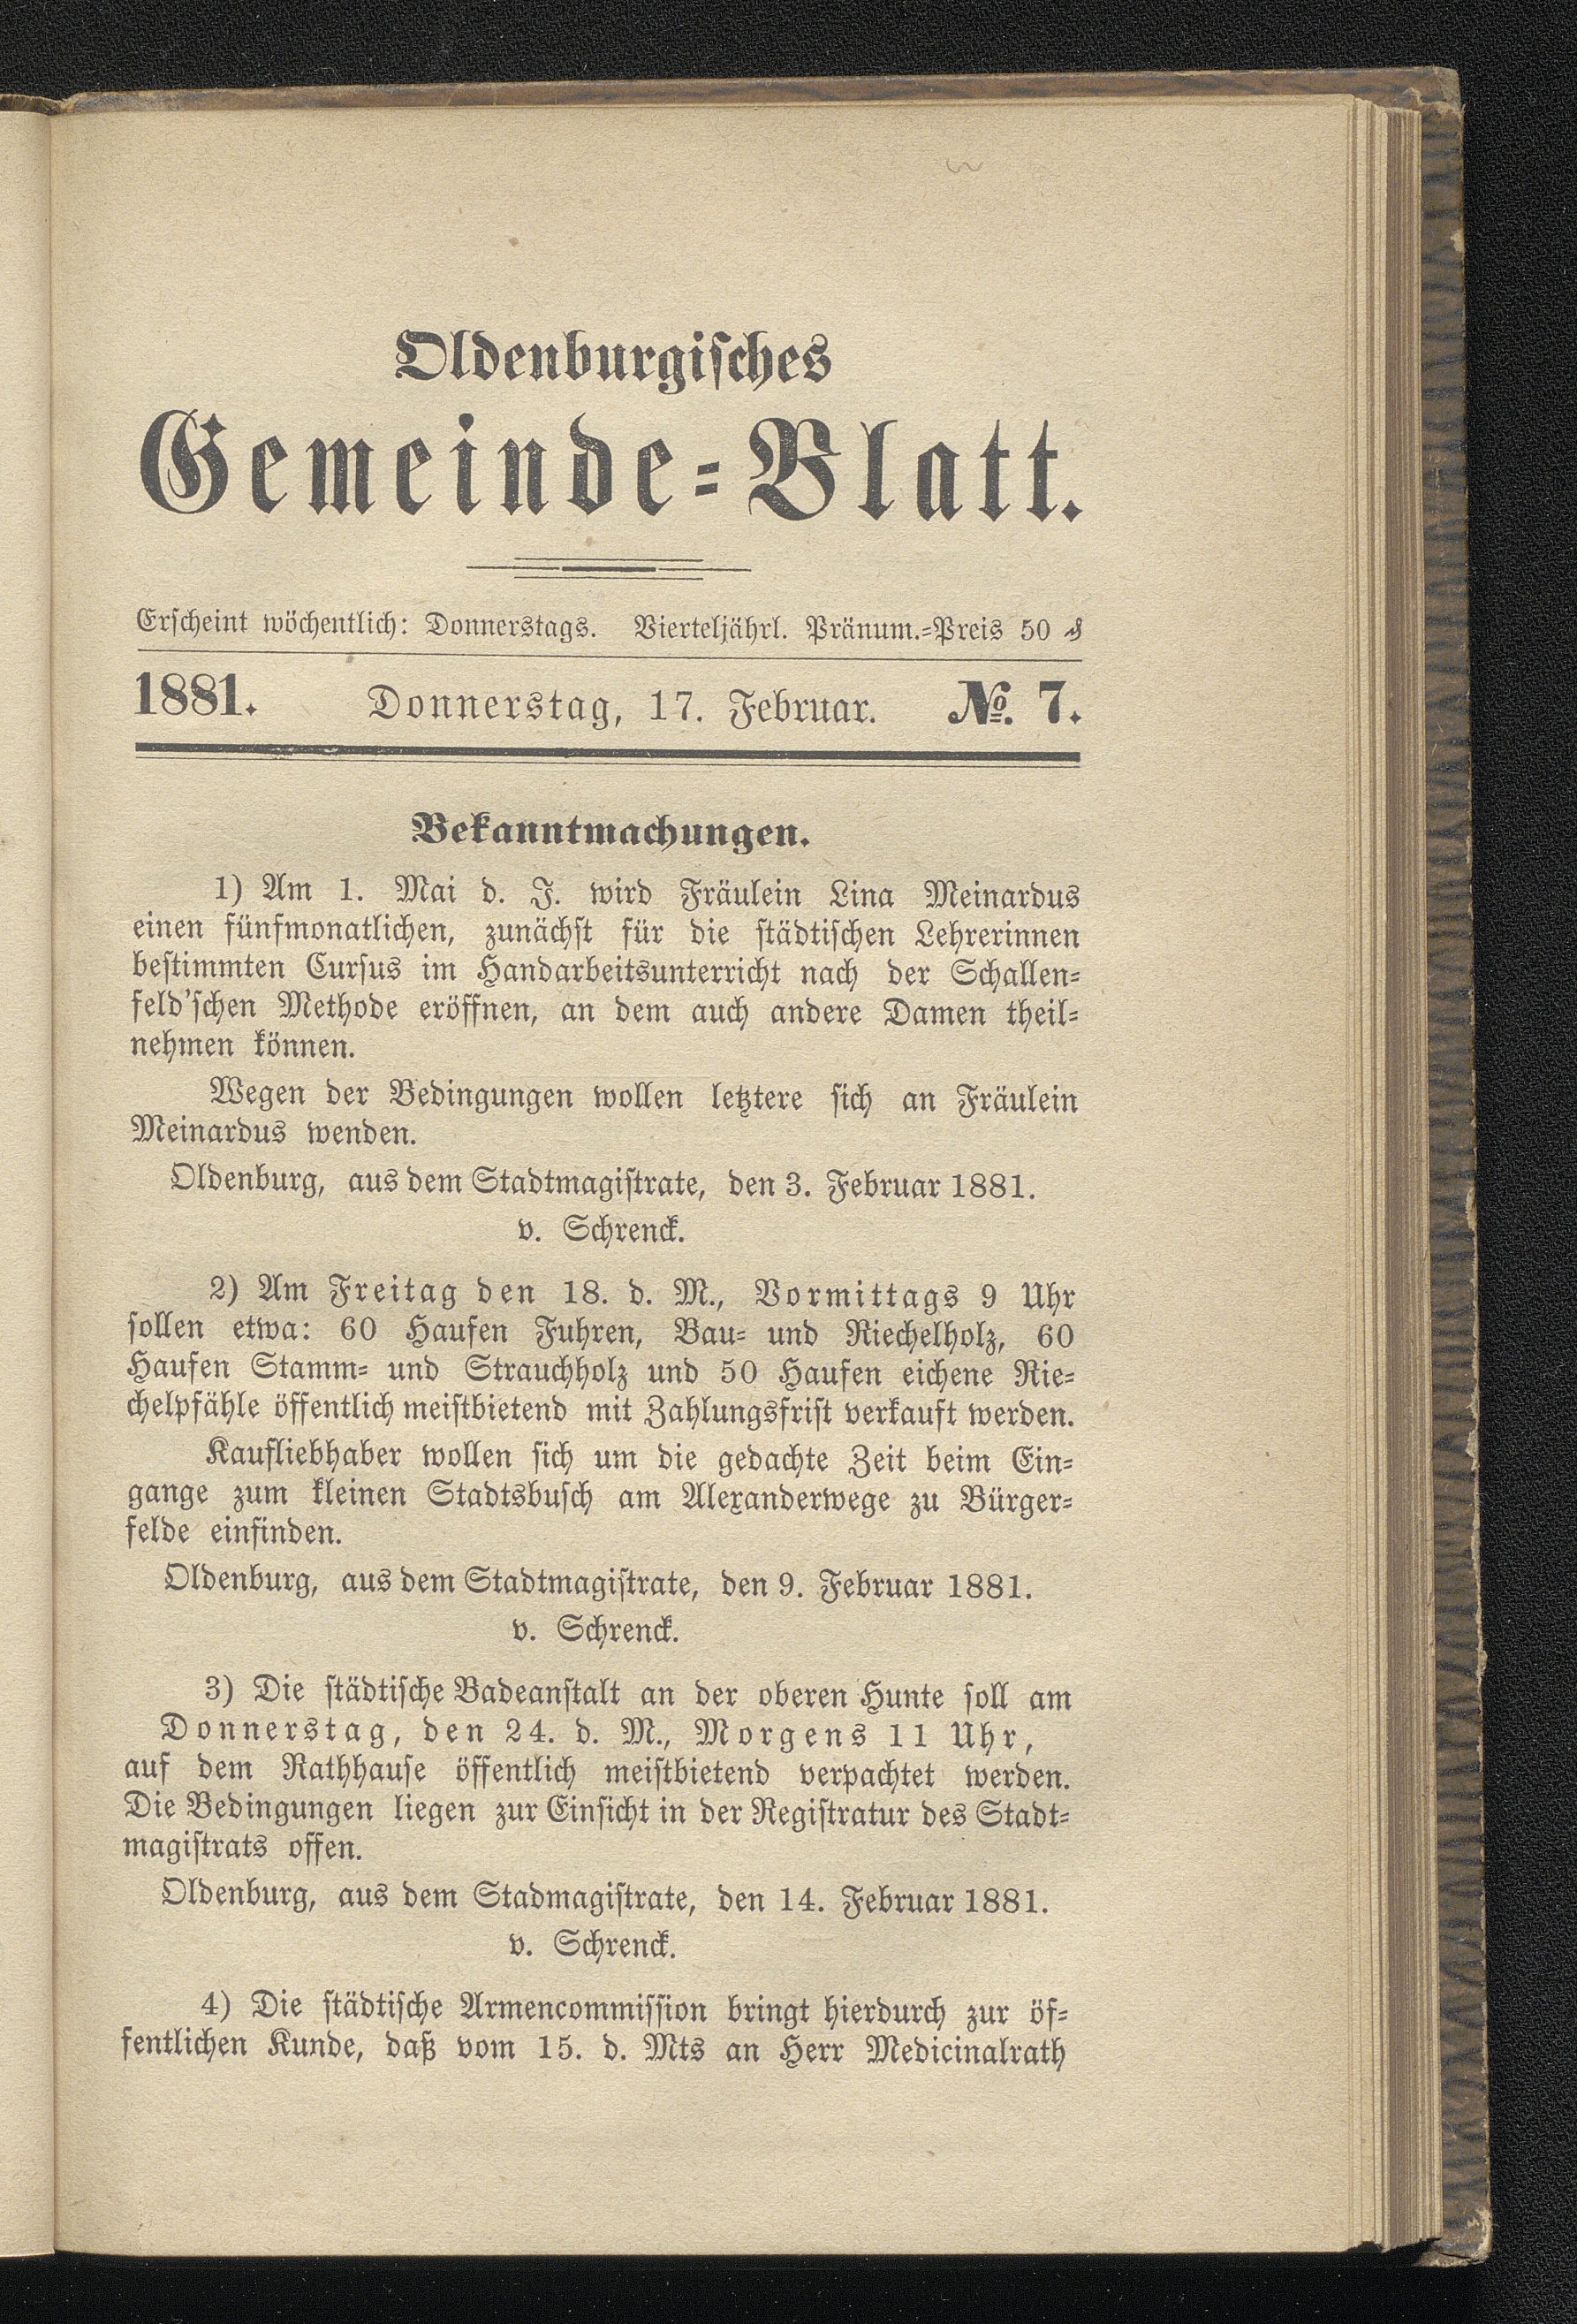 Oldenburgisches
Gemeinde-Blatt.
Erscheint wöchentlich: Donnerstags. Vierteljährl. Pränum.-Preis 50 ₰
1881. Donnerstag, 17. Februar. No. 7.
Bekanntmachungen.
1) Am 1. Mai d. J. wird Fräulein Lina Meinardus
einen fünfmonatlichen, zunächst für die städtischen Lehrerinnen
bestimmten Cursus im Handarbeitsunterricht nach der Schallen-
feld'schen Methode eröffnen, an dem auch andere Damen theil-
nehmen können.
Wegen der Bedingungen wollen letztere sich an Fräulein
Meinardus wenden.
Oldenburg, aus dem Stadtmagistrate, den 3. Februar 1881.
v. Schrenck.
2) Am Freitag den 18. d. M., Vormittags 9 Uhr
sollen etwa: 60 Haufen Fuhren, Bau- und Riechelholz, 60
Haufen Stamm- und Strauchholz und 50 Haufen eichene Rie-
chelpfähle öffentlich meistbietend mit Zahlungsfrist verkauft werden.
Kaufliebhaber wollen sich um die gedachte Zeit beim Ein-
gange zum kleinen Stadtsbusch am Alexanderwege zu Bürger-
felde einfinden.
Oldenburg, aus dem Stadtmagistrate, den 9. Februar 1881.
v. Schrenck.
3) Die städtische Badeanstalt an der oberen Hunte soll am
Donnerstag, den 24. d. M., Morgens 11 Uhr,
auf dem Rathhause öffentlich meistbietend verpachtet werden.
Die Bedingungen liegen zur Einsicht in der Registratur des Stadt-
magistrats offen.
Oldenburg, aus dem Stadmagistrate, den 14. Februar 1881.
v. Schrenck.
4) Die städtische Armencommission bringt hierdurch zur öf-
fentlichen Kunde, daß vom 15. d. Mts an Herr Medicinalrath